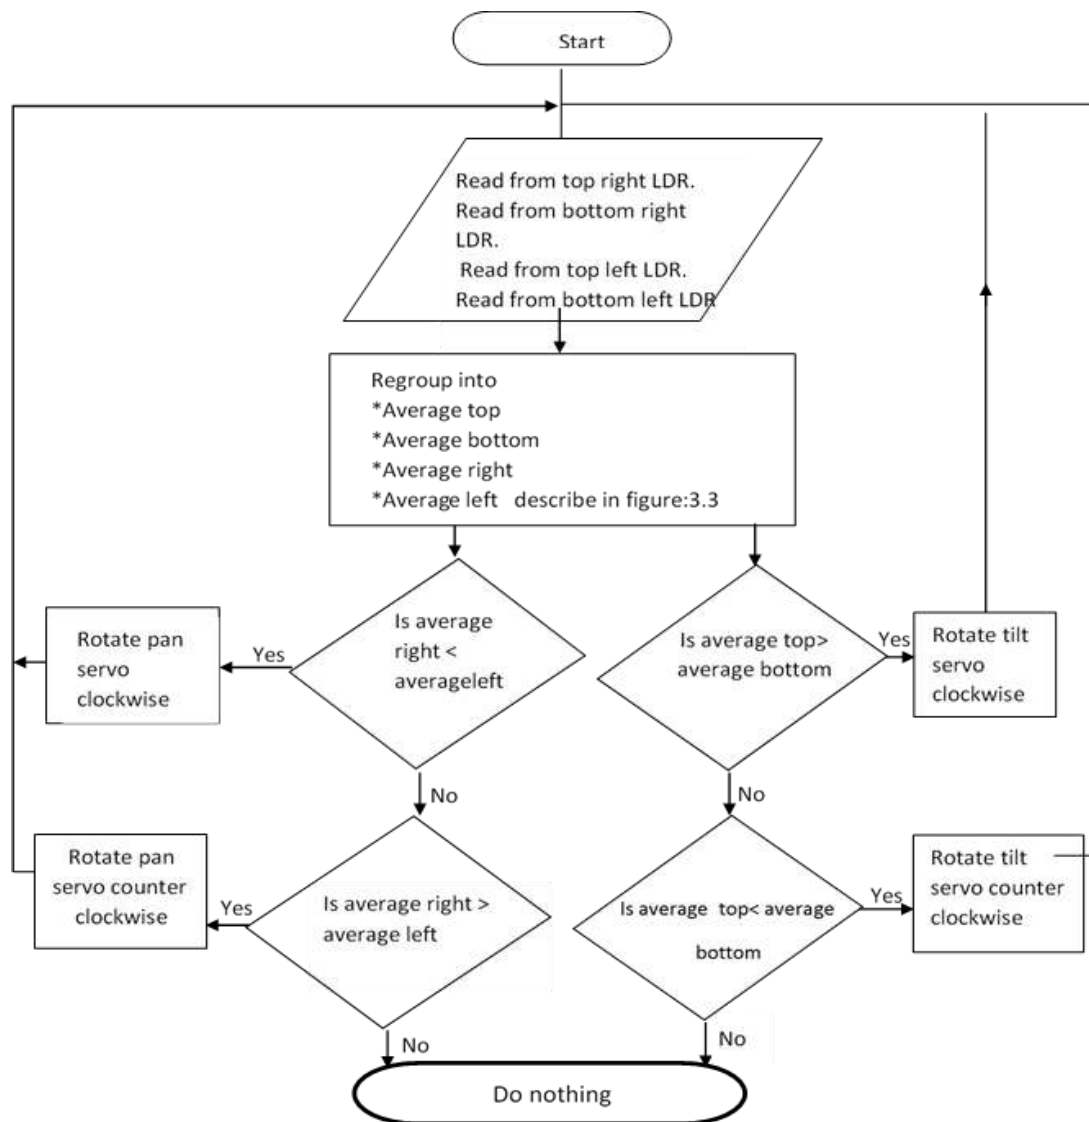 Start
Read from top right LDR.
Read from bottom right
LDR.
Read from top left LDR.
Read from bottom left LDR
Regroup into
*Average top
*Average bottom
*Average right
*Average left describe in figure:3.3
Is average
right <
averageleft
Yes
Rotate pan
servo
clockwise
No
Is average right >
average left
Yes
Rotate pan
servo counter
clockwise
No
Is average top>
average bottom
Yes
Rotate tilt
servo
clockwise
No
Is average top< average
bottom
Yes
Rotate tilt
servo counter
clockwise
No
Do nothing